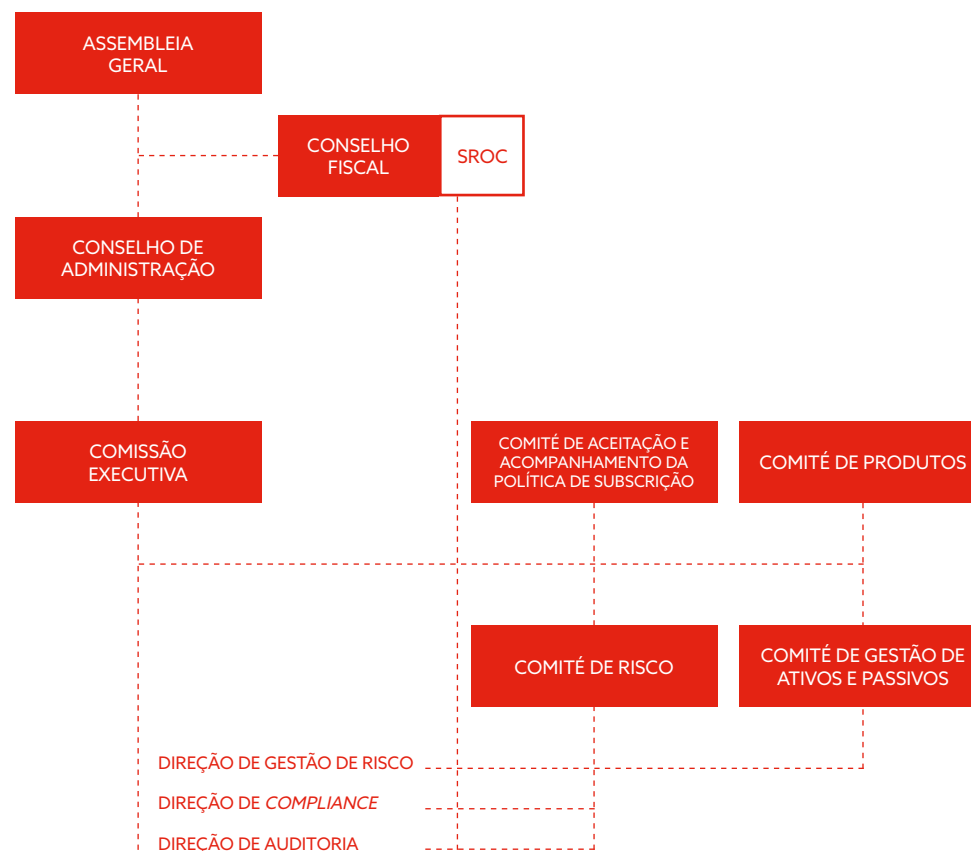 ASSEMBLEIA
GERAL
CONSELHO
FISCAL
SROC
CONSELHO DE
ADMINISTRAÇÃO
COMISSÃO
EXECUTIVA
COMITÉ DE ACEITAÇÃO E
ACOMPANHAMENTO DA
POLÍTICA DE SUBSCRIÇÃO
COMITÉ DE PRODUTOS
COMITÉ DE RISCO
COMITÉ DE GESTÃO DE
ATIVOS E PASSIVOS
DIREÇÃO DE GESTÃO DE RISCO
DIREÇÃO DE COMPLIANCE
DIREÇÃO DE AUDITORIA